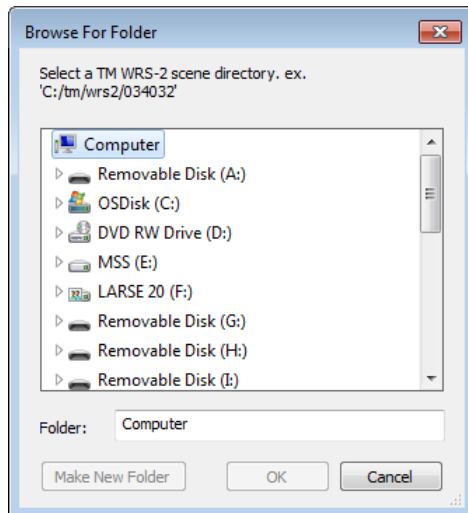 Browse For Folder
Select a TM WRS-2 scene directory. ex.
'C:/tm/wrs2/034032'
Computer
Removable Disk (A:)
OSDisk (C:)
DVD RW Drive (D:)
MSS (E:)
LARSE 20 (F:)
Removable Disk (G:)
Removable Disk (H:)
Removable Disk (I:)
Folder: Computer
Make New Folder OK Cancel